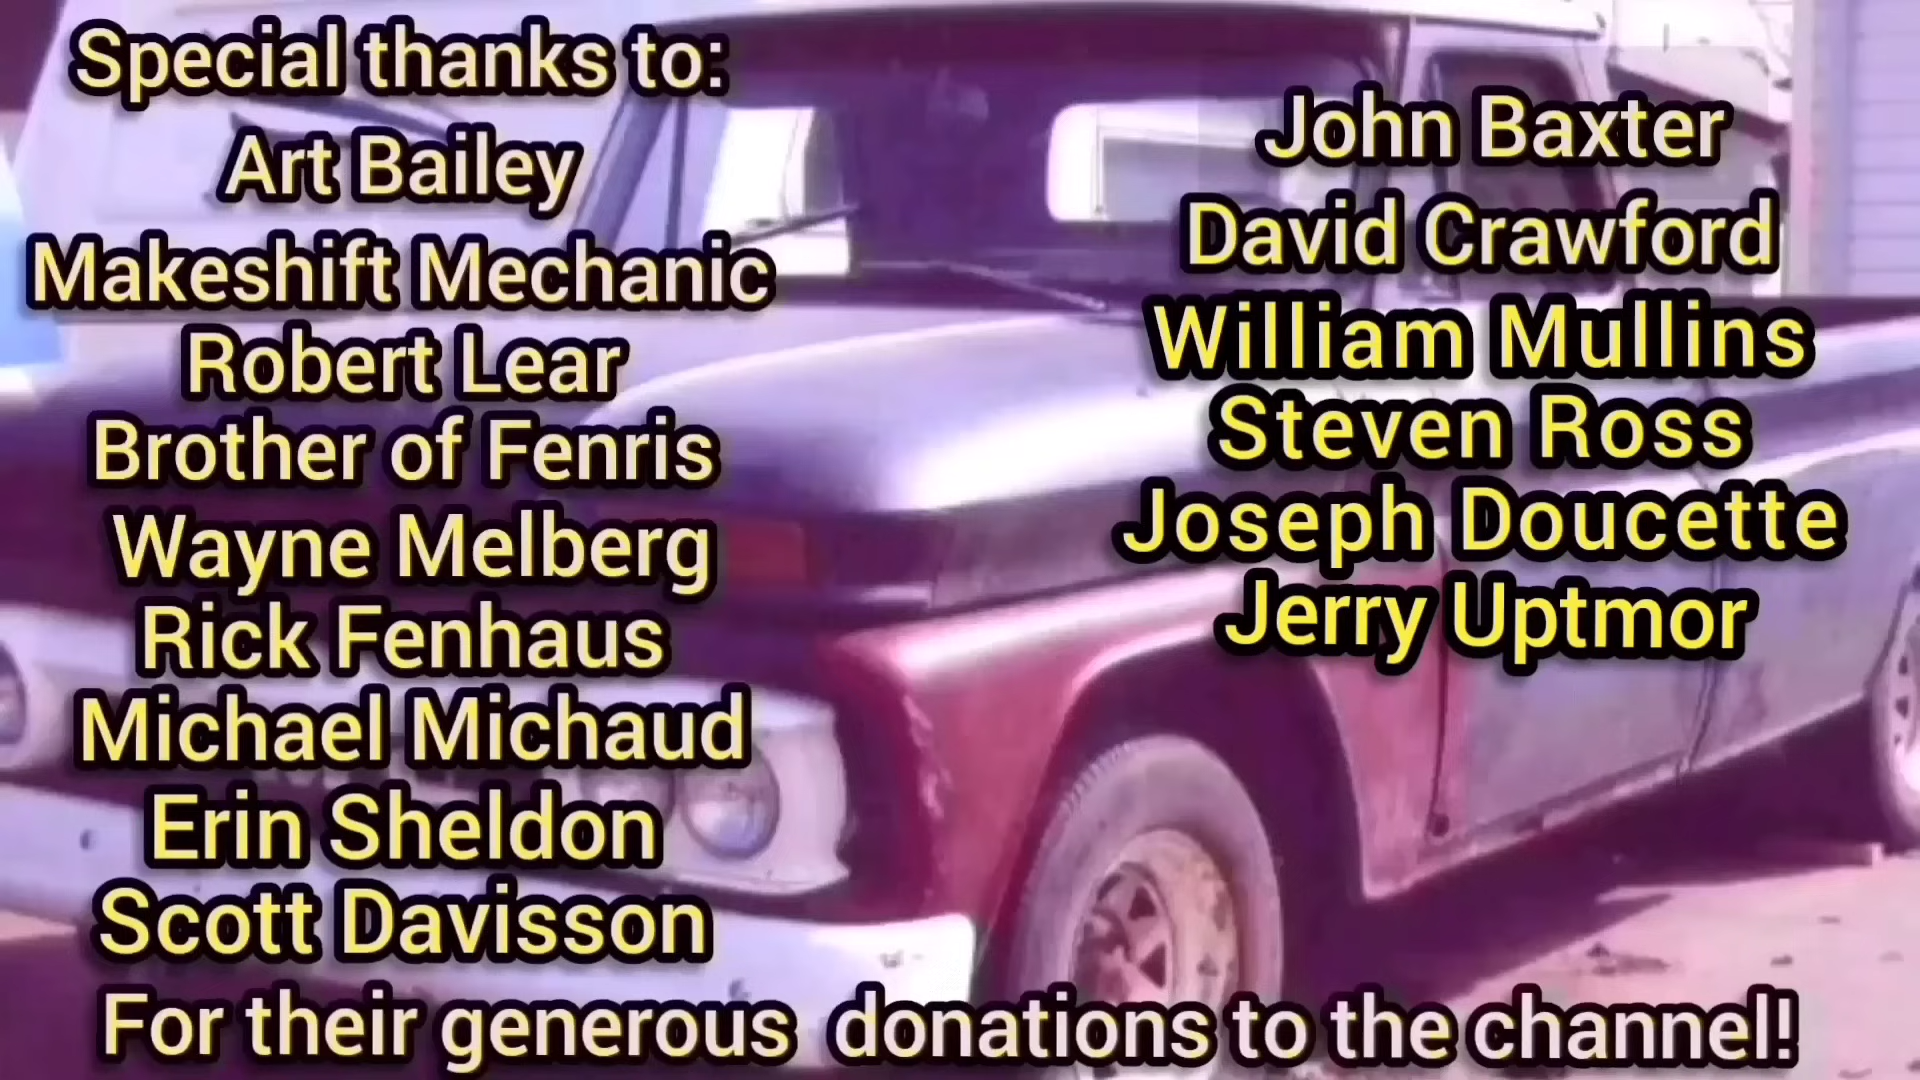 Special thanks to:
Art Bailey
Makeshift Mechanic
Robert Lear
Brother of Fenris
Wayne Melberg
Rick Fenhaus
Michael Michaud
Erin Sheldon
Scott Davisson
John Baxter
David Crawford
William Mullins
Steven Ross
Joseph Doucette
Jerry Uptmor
For their generous donations to the channel!